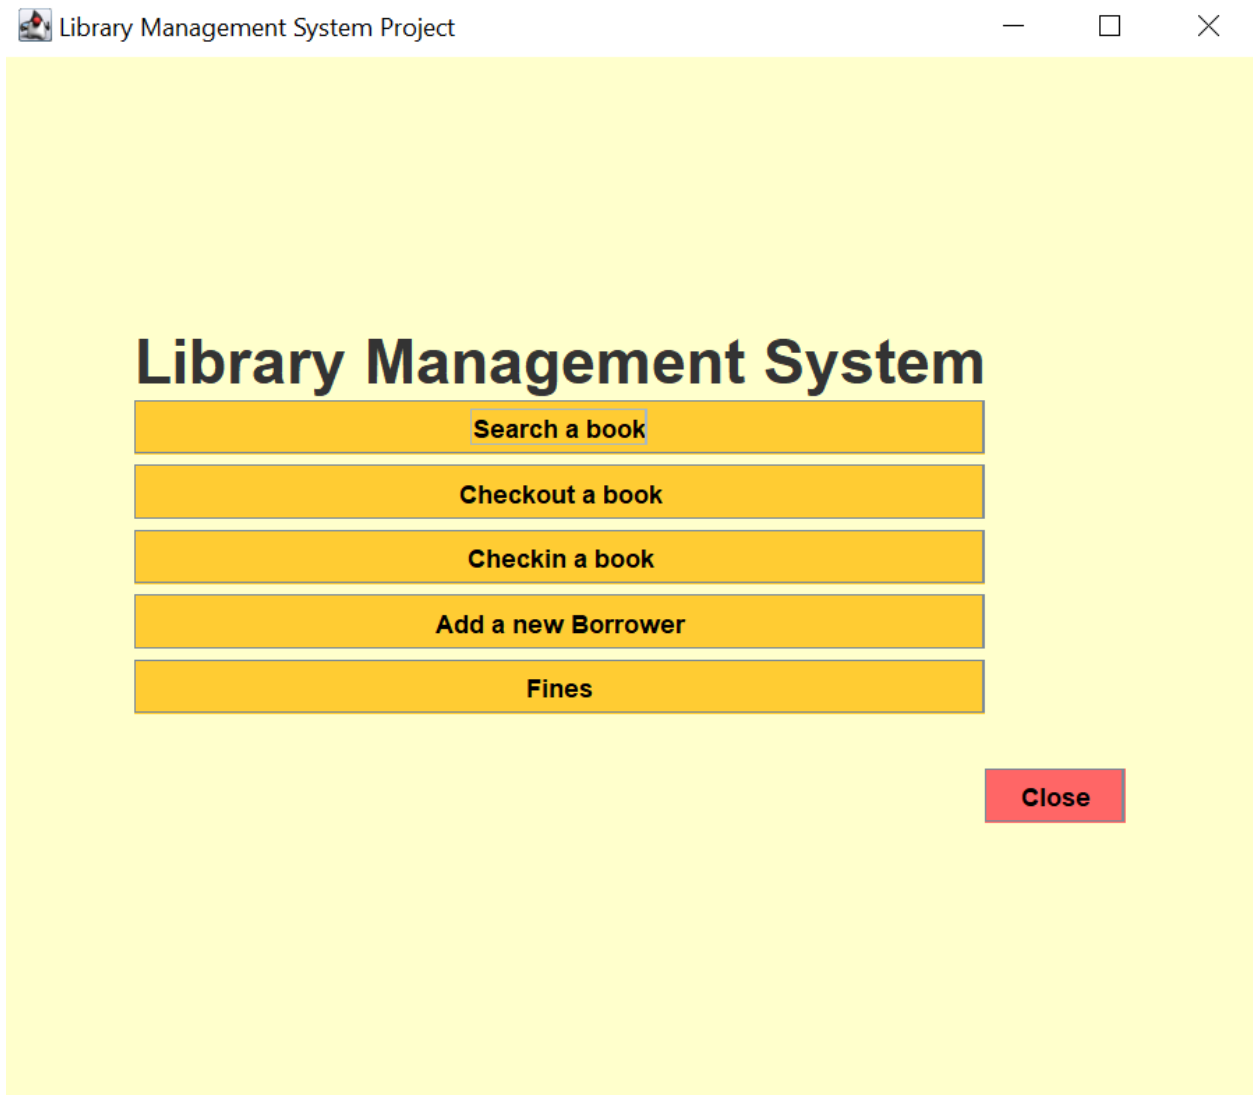 Library Management System Project
Library Management System
Search a book
Checkout a book
Checkin a book
Add a new Borrower
Fines
Close